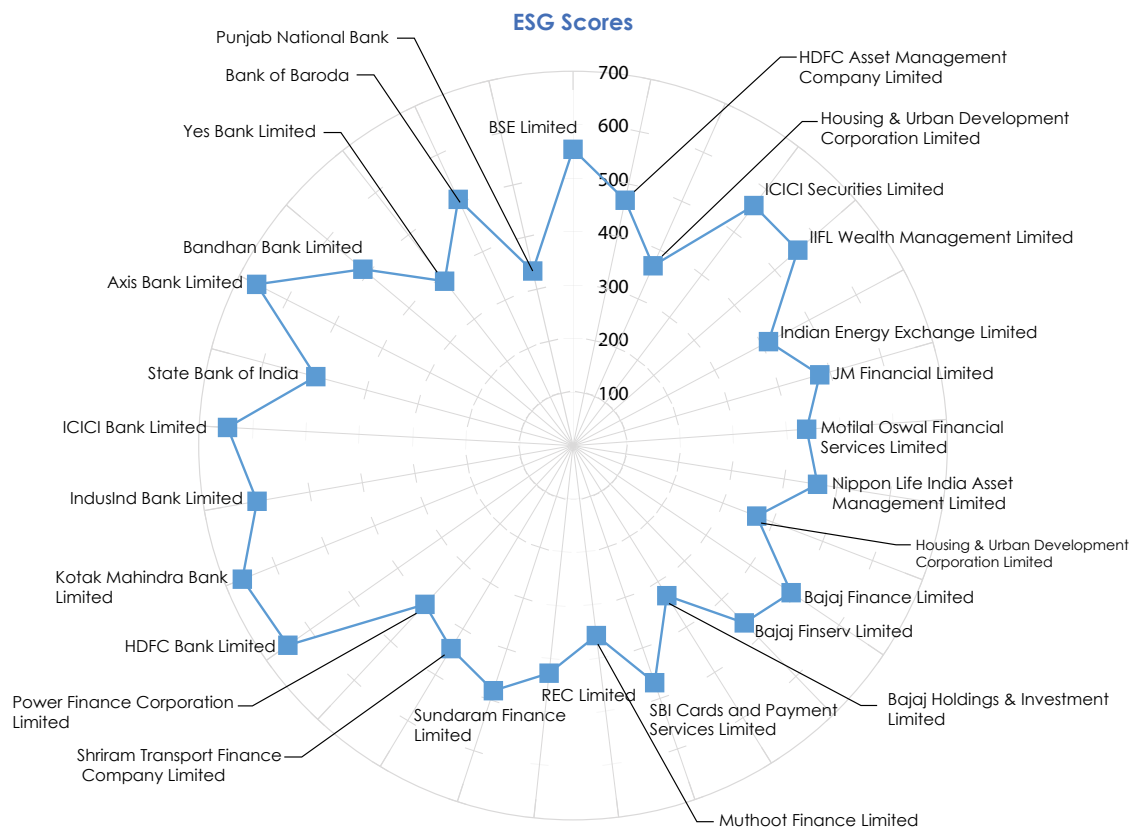 ESG Scores
Punjab National Bank
Bank of Baroda
Yes Bank Limited
Bandhan Bank Limited
Axis Bank Limited
State Bank of India
ICICI Bank Limited
IndusInd Bank Limited
Kotak Mahindra Bank
Limited
HDFC Bank Limited
Power Finance Corporation
Limited
Shriram Transport Finance
Company Limited
Sundaram Finance
Limited
REC Limited
Muthoot Finance Limited
SBI Cards and Payment
Services Limited
Bajaj Holdings & Investment
Limited
Bajaj Finserv Limited
Bajaj Finance Limited
Housing & Urban Development
Corporation Limited
Nippon Life India Asset
Management Limited
Motilal Oswal Financial
Services Limited
JM Financial Limited
Indian Energy Exchange Limited
IIFL Wealth Management Limited
ICICI Securities Limited
Housing & Urban Development
Corporation Limited
HDFC Asset Management
Company Limited
BSE Limited
700
600
500
400
300
200
100